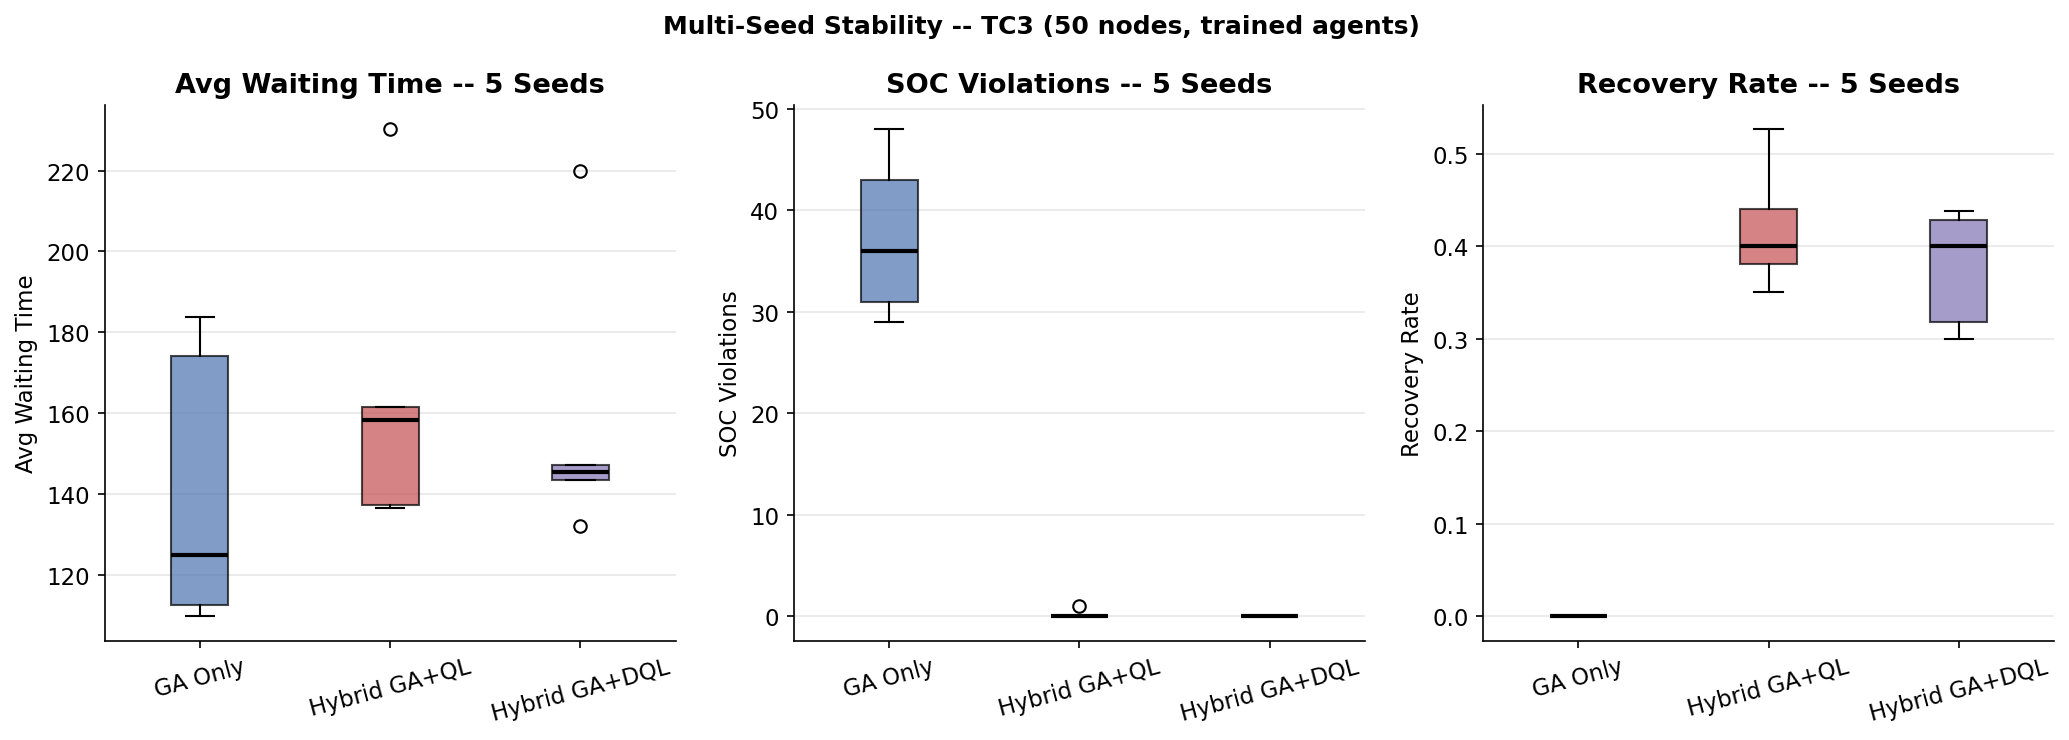 Multi-Seed Stability -- TC3 (50 nodes, trained agents)
Avg Waiting Time -- 5 Seeds
Avg Waiting Time
220
200
180
160
140
120
GA Only
Hybrid GA+QL
Hybrid GA+DQL
SOC Violations -- 5 Seeds
SOC Violations
50
40
30
20
10
0
GA Only
Hybrid GA+QL
Hybrid GA+DQL
Recovery Rate -- 5 Seeds
Recovery Rate
0.5
0.4
0.3
0.2
0.1
0.0
GA Only
Hybrid GA+QL
Hybrid GA+DQL